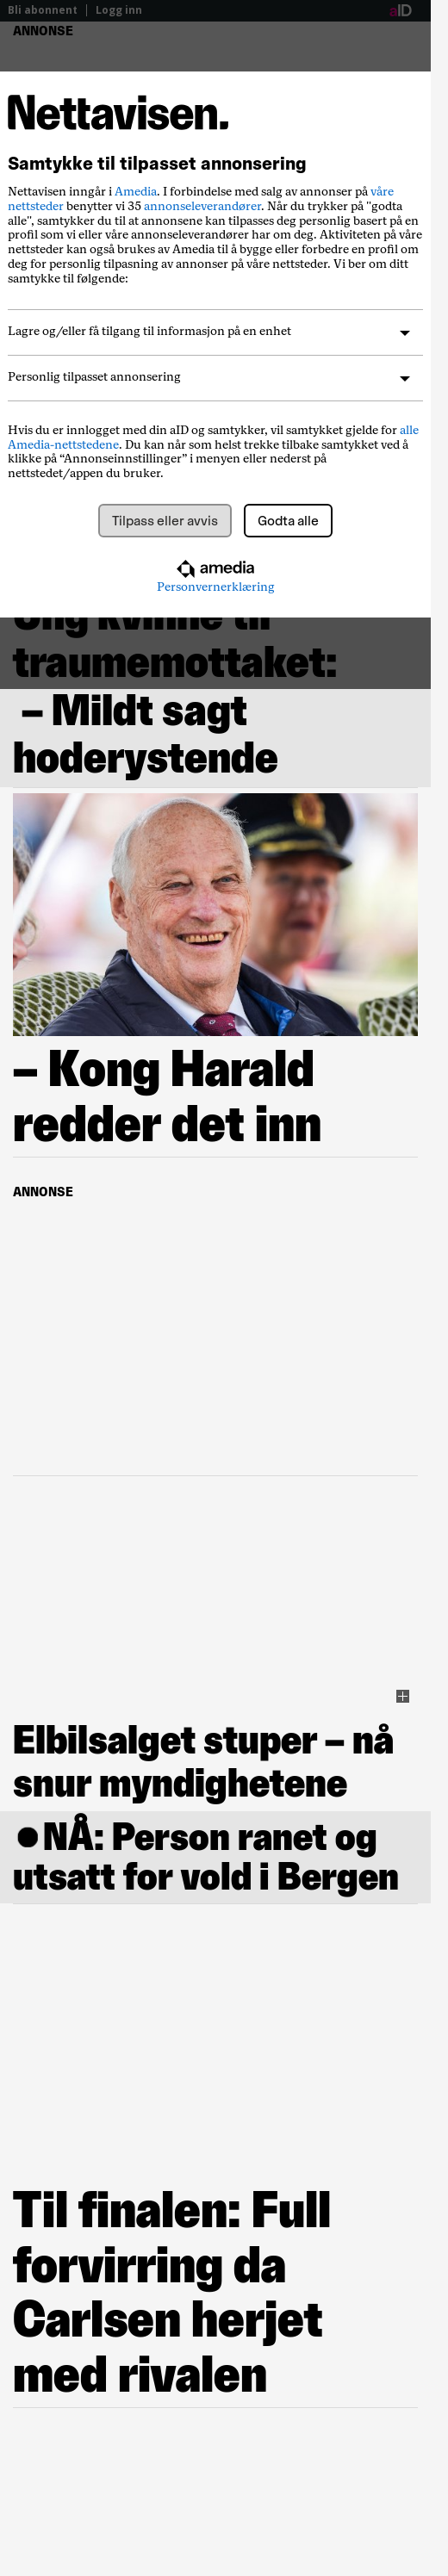 Bli abonnent | Logg inn
aID
ANNONSE
Nettavisen.
Samtykke til tilpasset annonsering
Nettavisen inngår i Amedia. I forbindelse med salg av annonser på våre
nettsteder benytter vi 35 annonseleverandører. Når du trykker på "godta
alle", samtykker du til at annonsene kan tilpasses deg personlig basert på en
profil som vi eller våre annonseleverandører har om deg. Aktiviteten på våre
nettsteder kan også brukes av Amedia til å bygge eller forbedre en profil om
deg for personlig tilpasning av annonser på våre nettsteder. Vi ber om ditt
samtykke til følgende:
Lagre og/eller få tilgang til informasjon på en enhet
Personlig tilpasset annonsering
Hvis du er innlogget med din aID og samtykker, vil samtykket gjelde for alle
Amedia-nettstedene. Du kan når som helst trekke tilbake samtykket ved å
klikke på “Annonseinnstillinger” i menyen eller nederst på
nettstedet/appen du bruker.
Tilpass eller avvis
Godta alle
amedia
Personvernerklæring
Ung kvinne til
traumemottaket:
– Mildt sagt
hoderystende
– Kong Harald
redder det inn
ANNONSE
Elbilsalget stuper – nå
snur myndighetene
NÅ: Person ranet og
utsatt for vold i Bergen
Til finalen: Full
forvirring da
Carlsen herjet
med rivalen